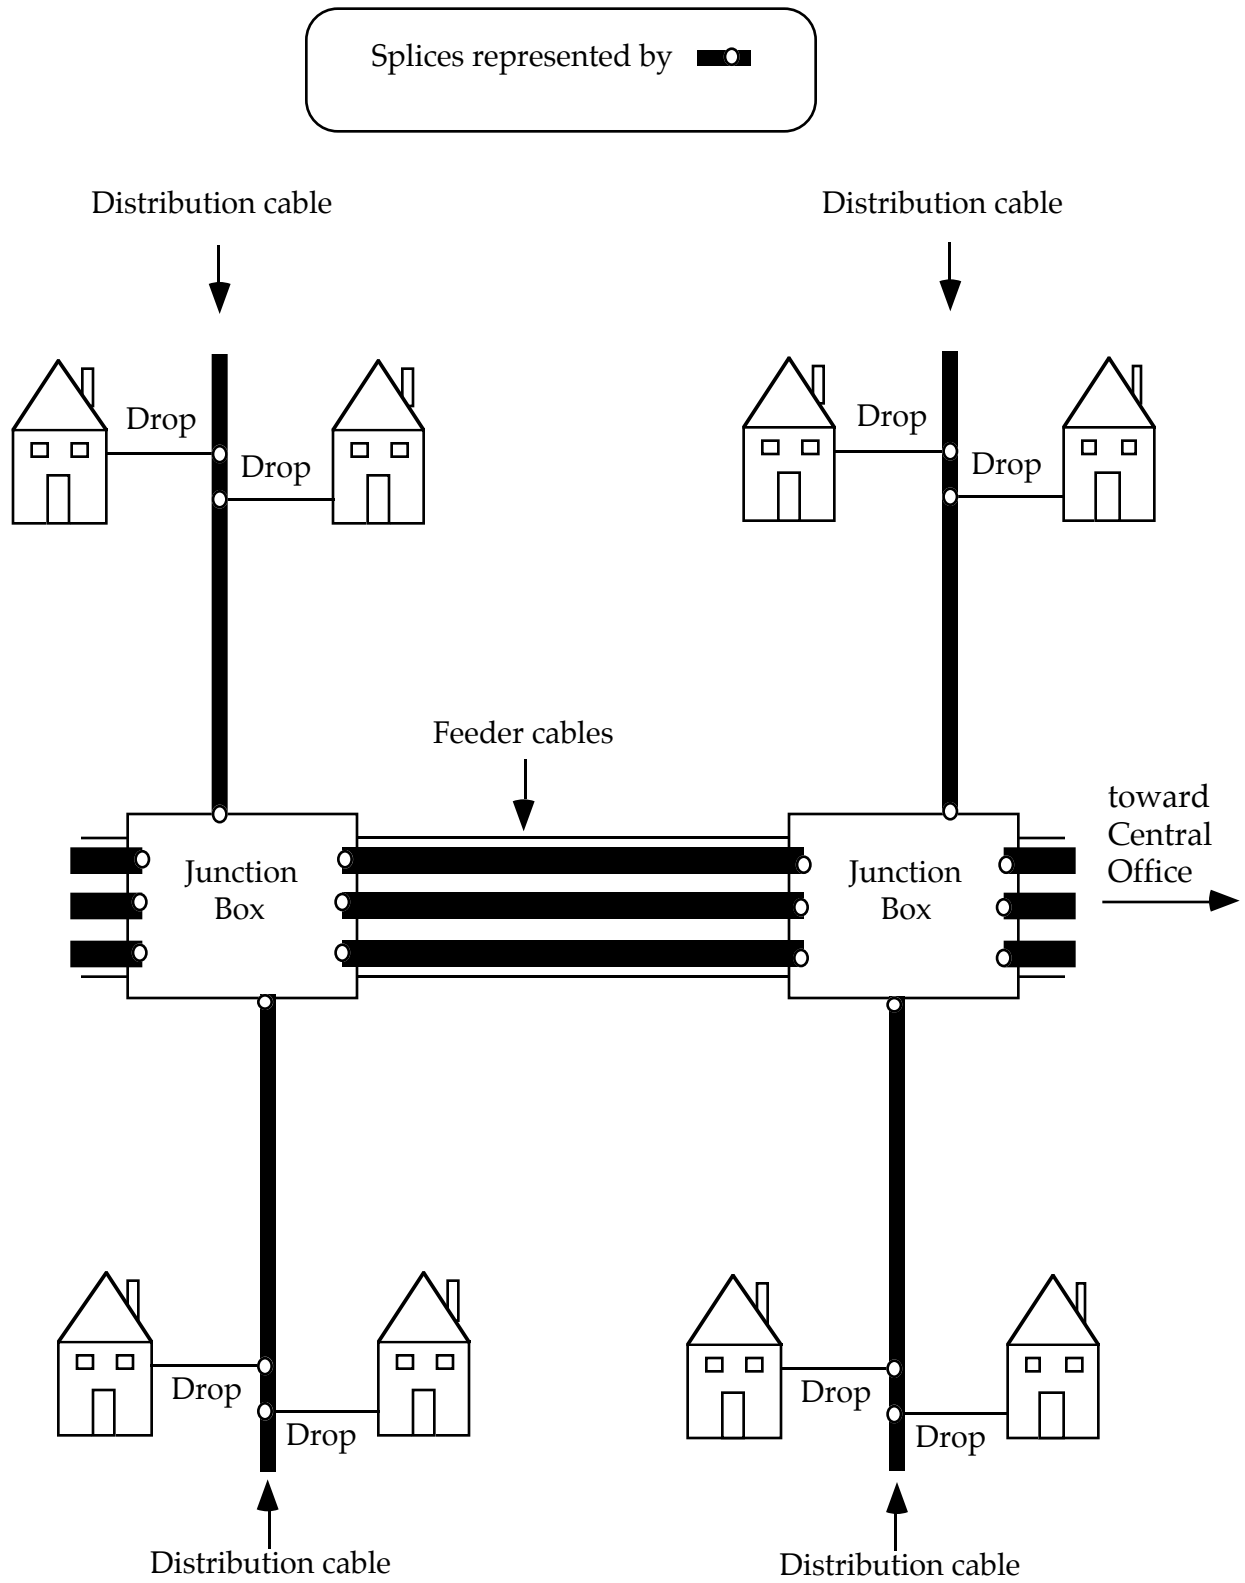 Splices represented by
Distribution cable
Distribution cable
Drop
Drop
Drop
Drop
Feeder cables
toward
Central
Office
Junction
Box
Junction
Box
Drop
Drop
Drop
Drop
Distribution cable
Distribution cable